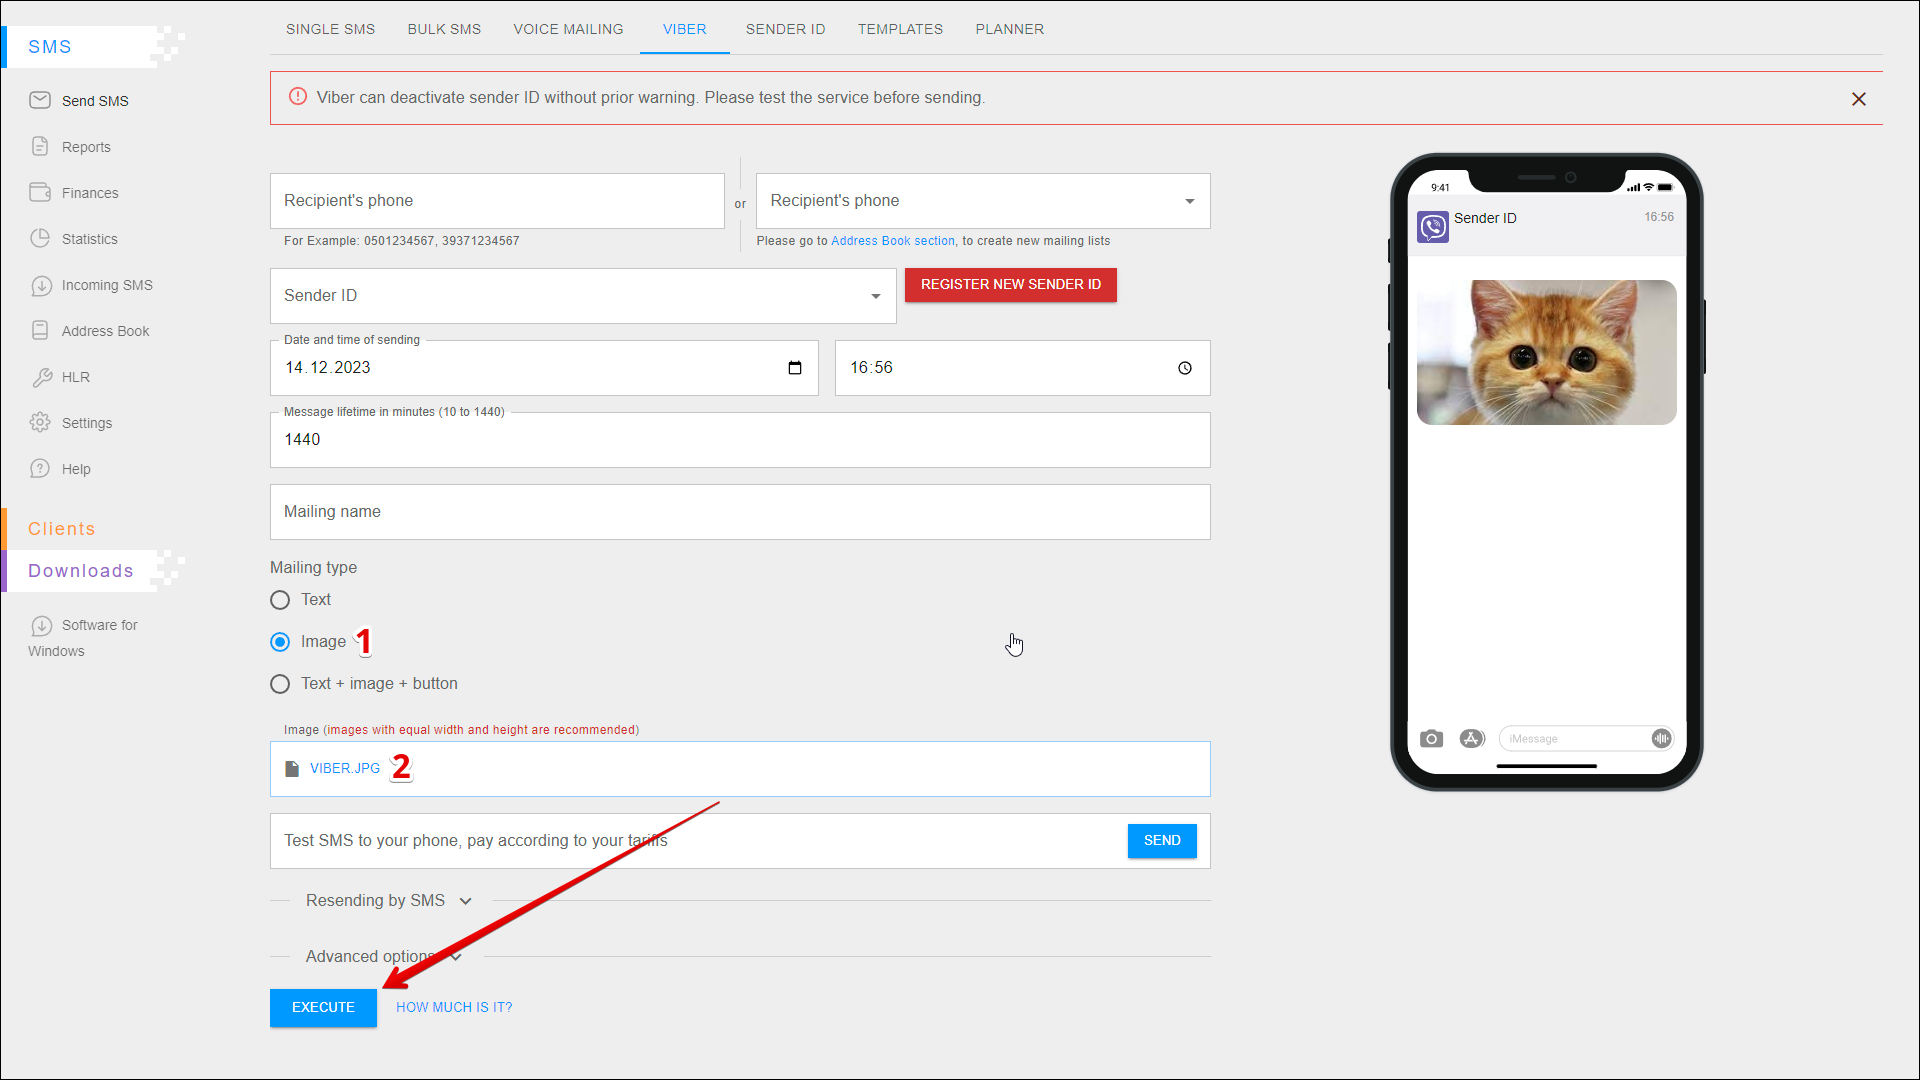 SMS
Send SMS
Reports
Finances
Statistics
Incoming SMS
Address Book
HLR
Settings
Help
Clients
Downloads
Software for
Windows
SINGLE SMS BULK SMS VOICE MAILING VIBER SENDER ID TEMPLATES PLANNER
Viber can deactivate sender ID without prior warning. Please test the service before sending.
Recipient's phone or Recipient's phone
For Example: 0501234567, 39371234567 Please go to Address Book section, to create new mailing lists
Sender ID REGISTER NEW SENDER ID
Date and time of sending
14.12.2023 16:56
Message lifetime in minutes (10 to 1440)
1440
Mailing name
Mailing type
Text
Image 1
Text + image + button
Image (images with equal width and height are recommended)
VIBER.JPG 2
Test SMS to your phone, pay according to your tariffs SEND
Resending by SMS
Advanced options
EXECUTE HOW MUCH IS IT?
9:41
Sender ID 16:56
iMessage